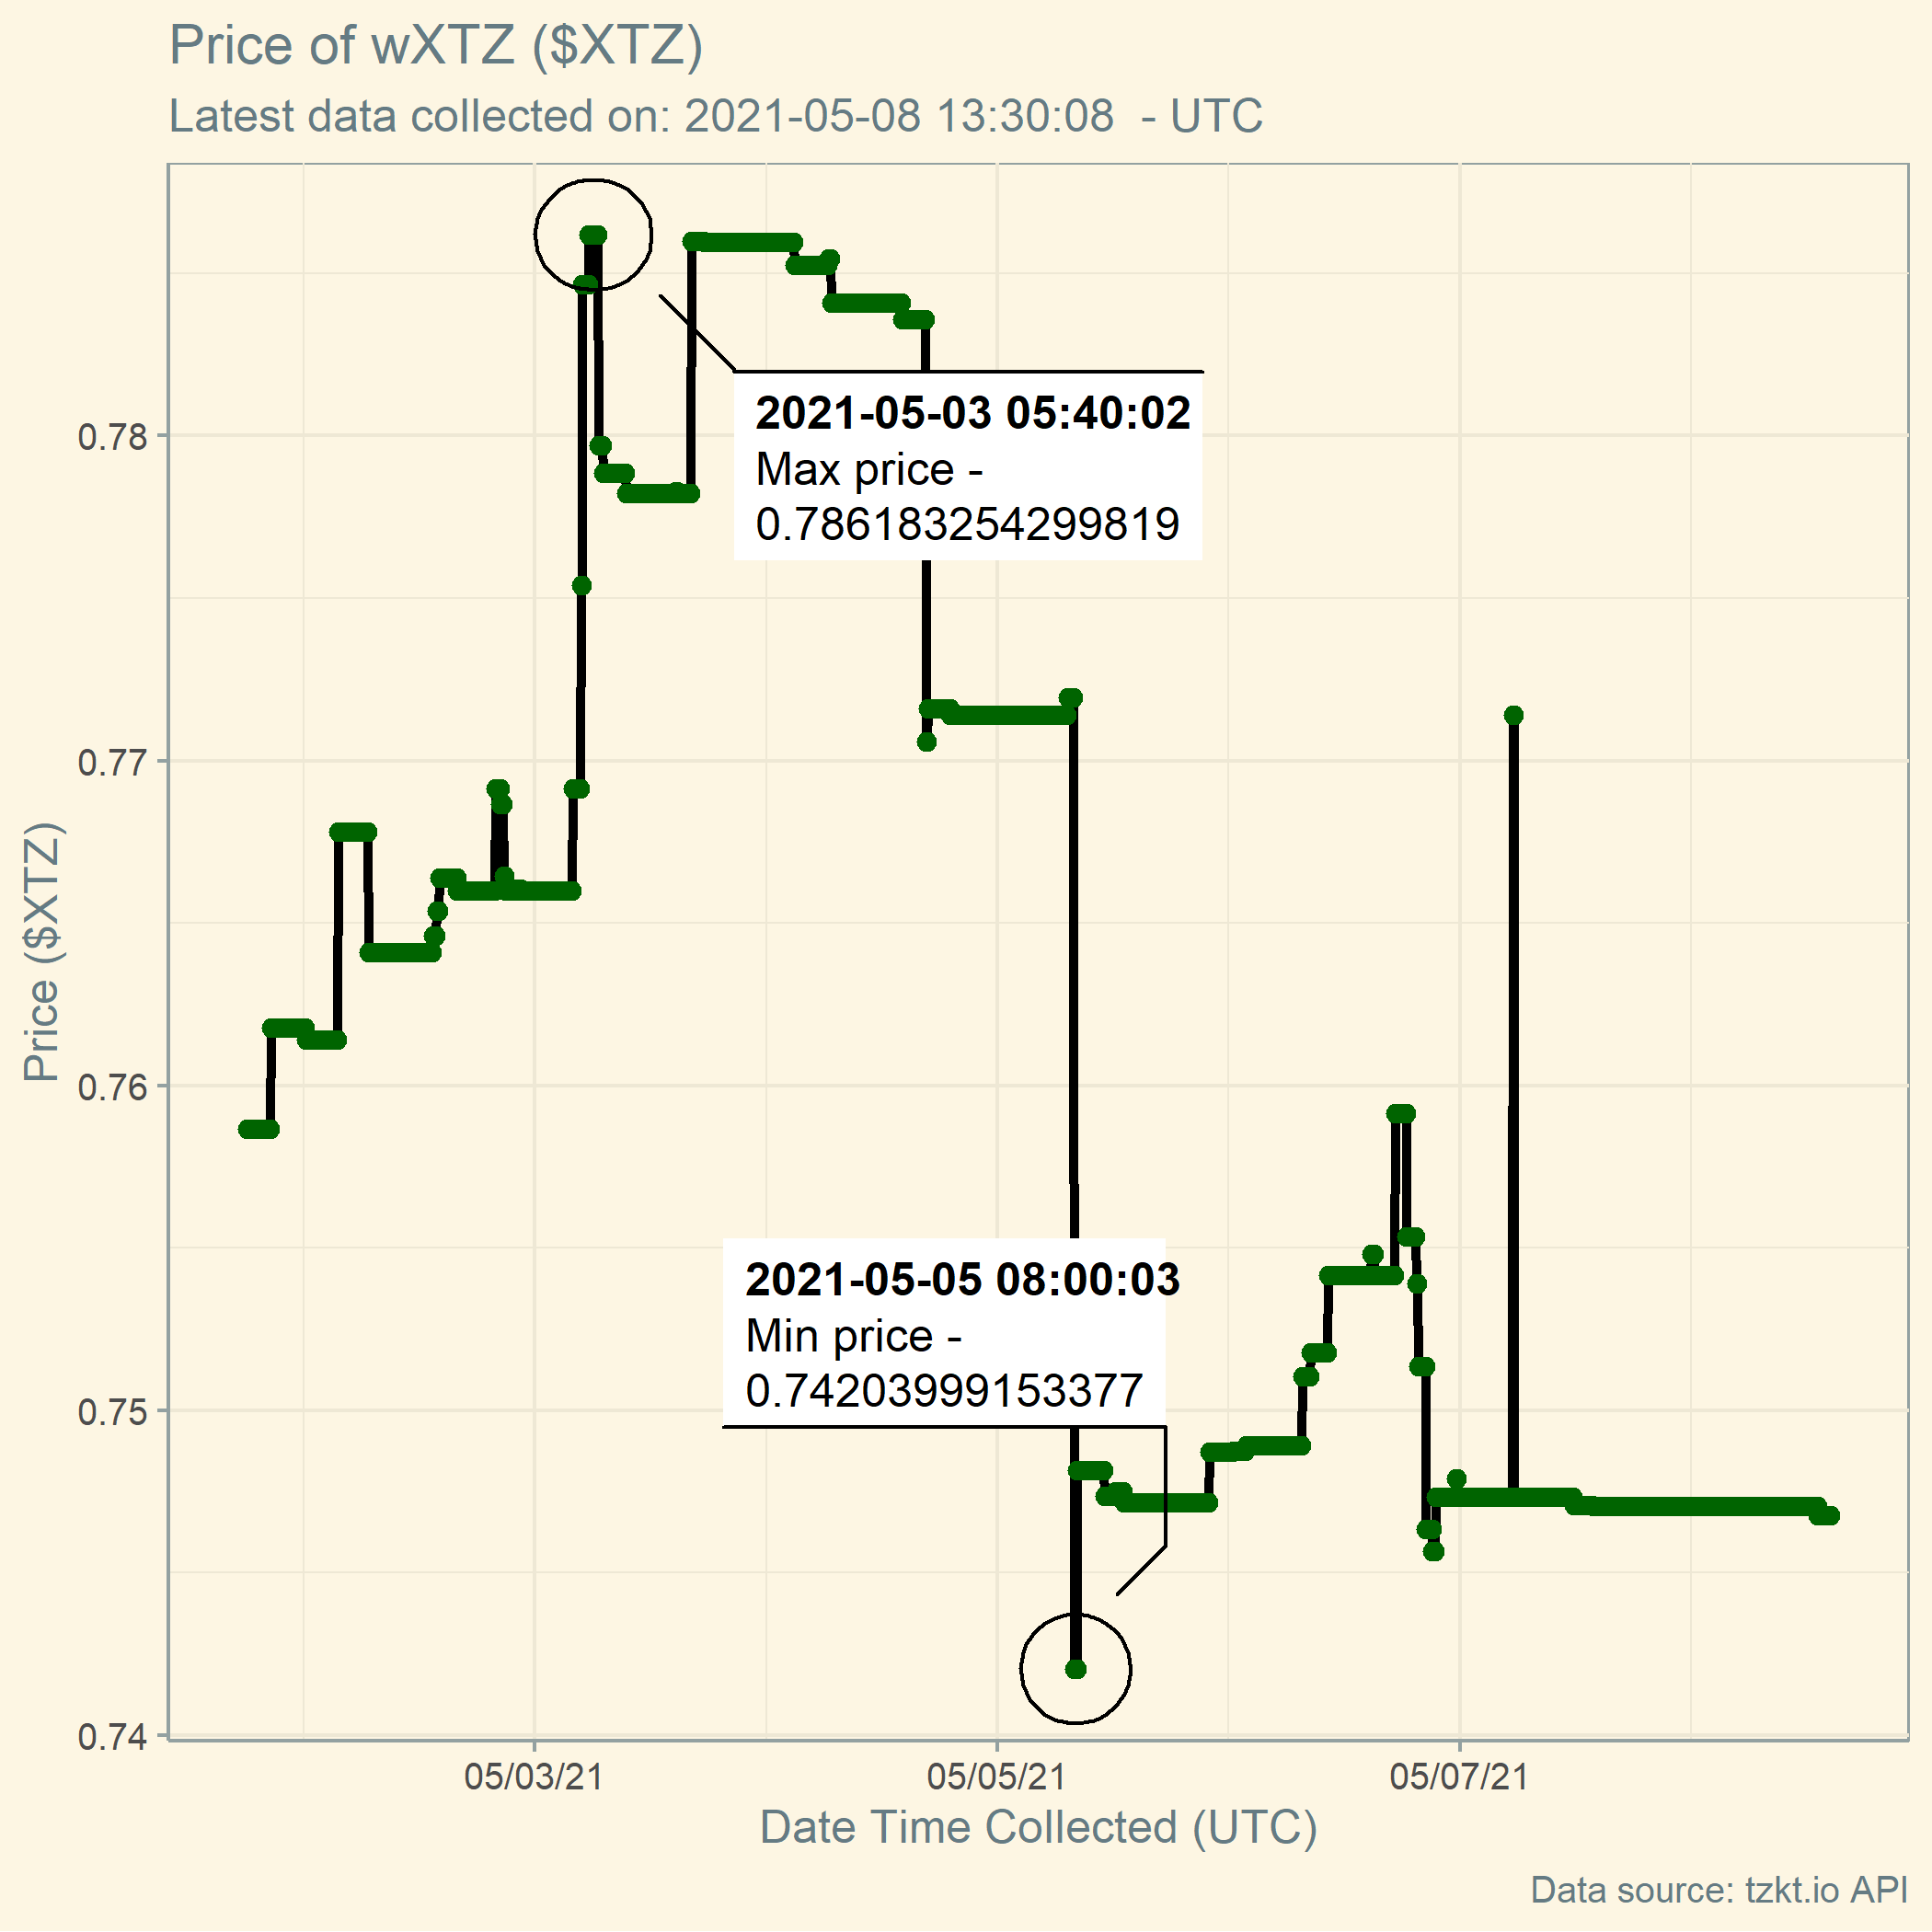 Price of wXTZ ($XTZ)
Latest data collected on: 2021-05-08 13:30:08  - UTC
2021-05-03 05:40:02
Max price -
0.786183254299819
0.78
0.77
0.76
0.75
0.74
Price ($XTZ)
2021-05-05 08:00:03
Min price -
0.74203999153377
05/03/21
05/05/21
05/07/21
Date Time Collected (UTC)
Data source: tzkt.io API